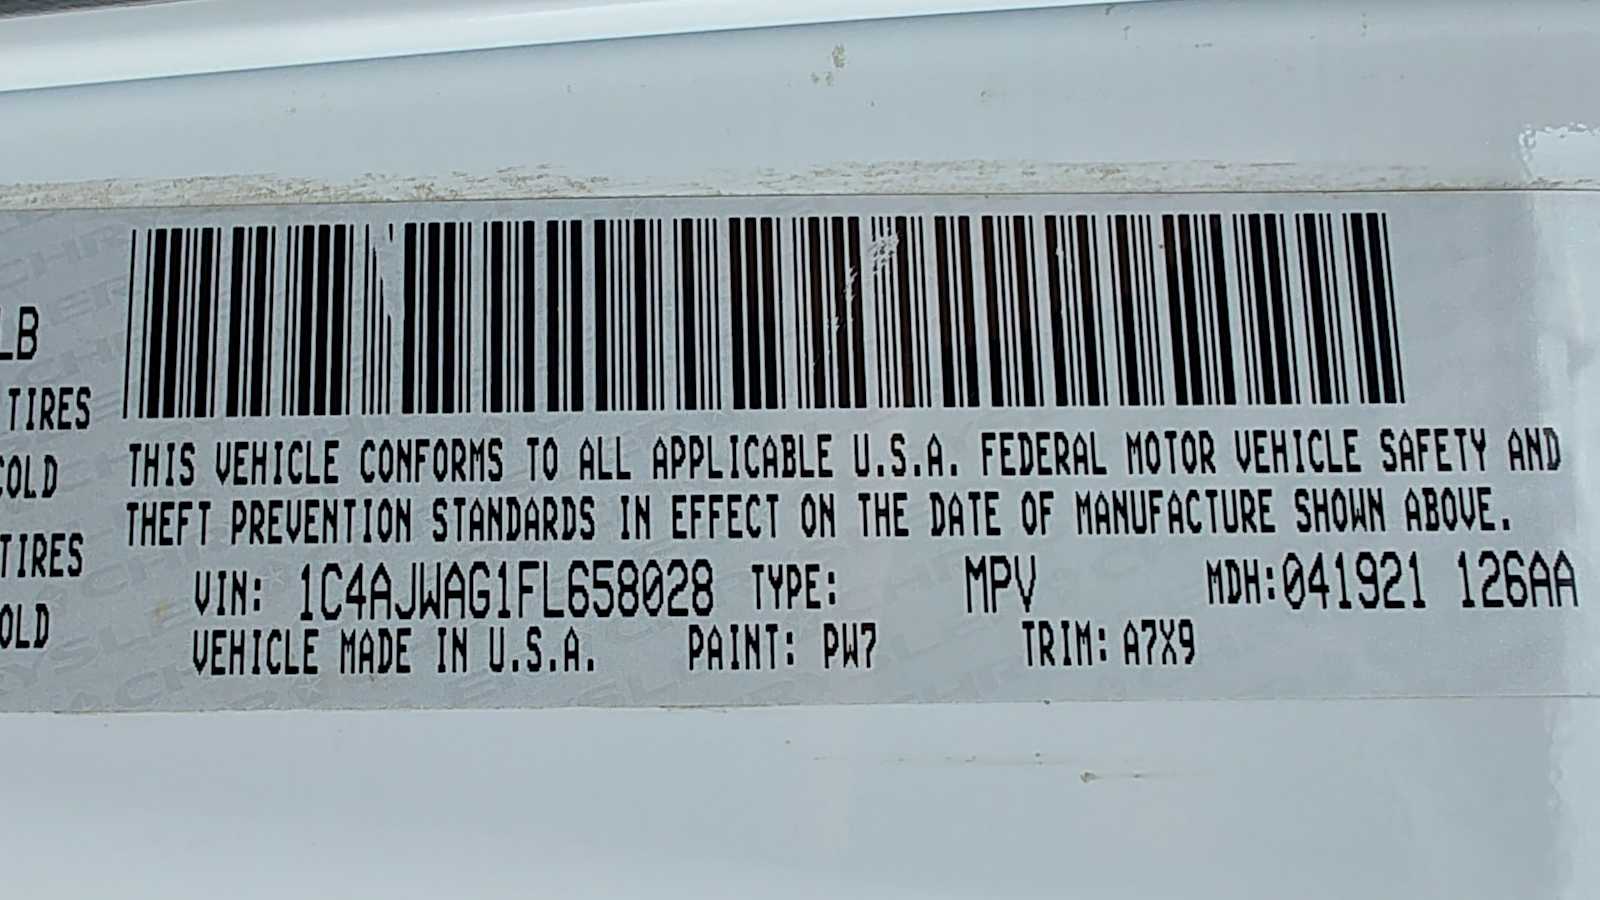 LB
TIRES
COLD
THIS VEHICLE CONFORMS TO ALL APPLICABLE U.S.A. FEDERAL MOTOR VEHICLE SAFETY AND
THEFT PREVENTION STANDARDS IN EFFECT ON THE DATE OF MANUFACTURE SHOWN ABOVE.
TIRES
VIN: 1C4AJWAG1FL658028 TYPE: MPV MDH:041921 126AA
OLD
VEHICLE MADE IN U.S.A. PAINT: PW7 TRIM: A7X9